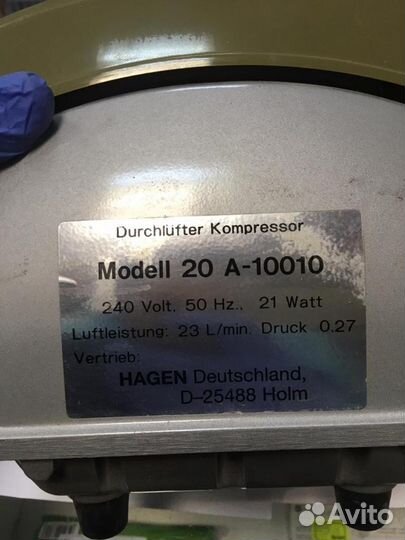 Durchlüfter Kompressor
Modell 20 A-10010
240 Volt. 50 Hz., 21 Watt
Luftleistung: 23 L/min. Druck 0.27
Vertrieb:
HAGEN Deutschland,
D-25488 Holm
Avito